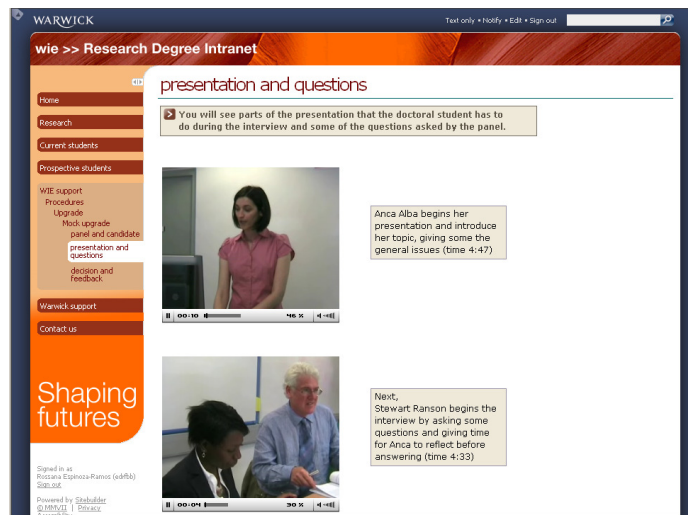 WARWICK
Text only • Notify • Edit • Sign out
wie >> Research Degree Intranet
Home
Research
Current students
Prospective students
WIE support
Procedures
Upgrade
Mock upgrade
panel and candidate
presentation and
questions
decision and
feedback
Warwick support
Contact us
Shaping
futures
Signed in as
Rossana Espinoza-Ramos (edrfbb)
Sign out
Powered by Sitebuilder
© MMVII | Privacy
Accessibility
presentation and questions
You will see parts of the presentation that the doctoral student has to
do during the interview and some of the questions asked by the panel.
Anca Alba begins her
presentation and introduce
her topic, giving some the
general issues (time 4:47)
00:10 46 %
Next,
Stewart Ranson begins the
interview by asking some
questions and giving time
for Anca to reflect before
answering (time 4:33)
00:04 30 %